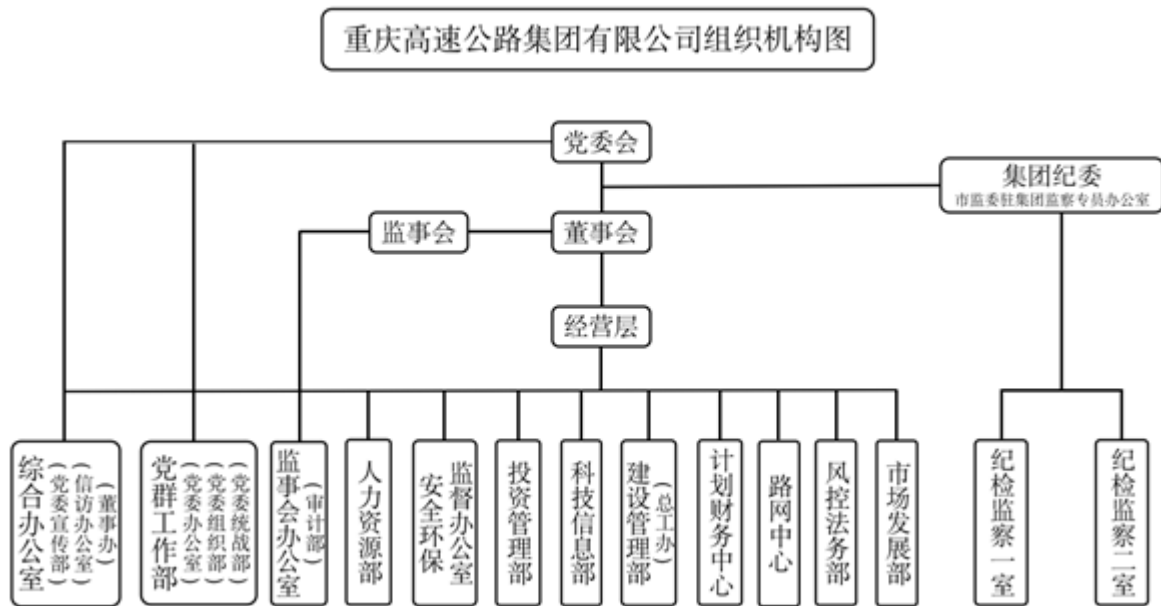 重庆高速公路集团有限公司组织机构图
党委会
集团纪委
市监委驻集团监察专员办公室
监事会
董事会
经营层
综合办公室
(党委宣传部)
(信访办公室)
(董事办)
党群工作部
(党委办公室)
(党委组织部)
(党委统战部)
监事会办公室
(审计部)
人力资源部
安全环保
监督办公室
投资管理部
科技信息部
建设管理部
(总工办)
计划财务中心
路网中心
风控法务部
市场发展部
纪检监察一室
纪检监察二室